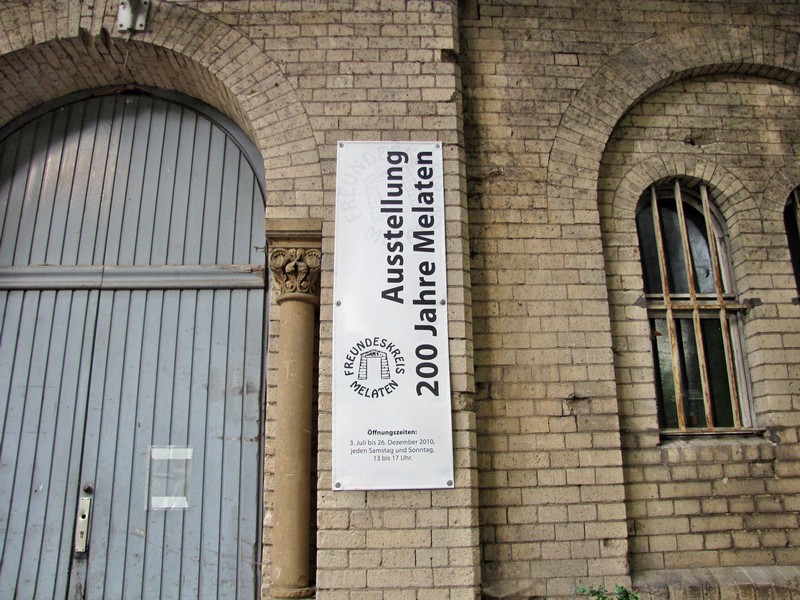 Ausstellung
200 Jahre Melaten
FREUNDESKREIS
MELATEN
Öffnungszeiten:
3. Juli bis 26. Dezember 2010,
jeden Samstag und Sonntag,
13 bis 17 Uhr.